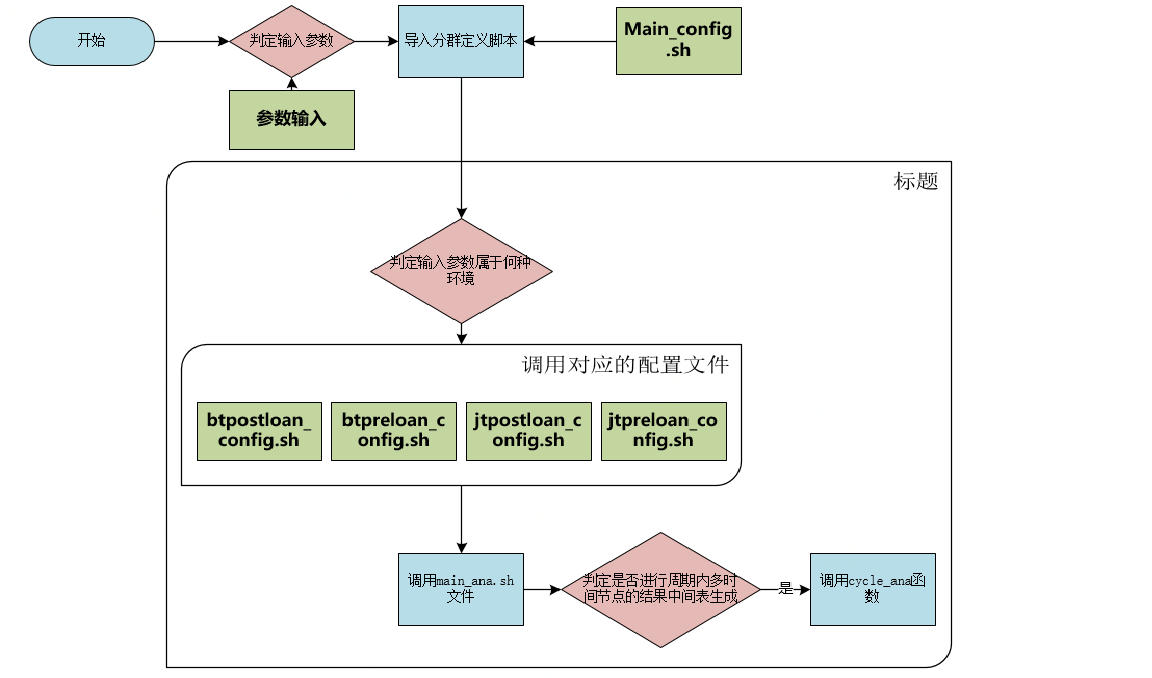 开始
判定输入参数
导入分群定义脚本
Main_config
.sh
参数输入
标题
判定输入参数属于何种
环境
调用对应的配置文件
btpostloan_
config.sh
btpreloan_c
onfig.sh
jtpostloan_c
onfig.sh
jtpreloan_co
nfig.sh
调用main_ana.sh
文件
判定是否进行周期内多时
间节点的结果中间表生成
是
调用cycle_ana函
数